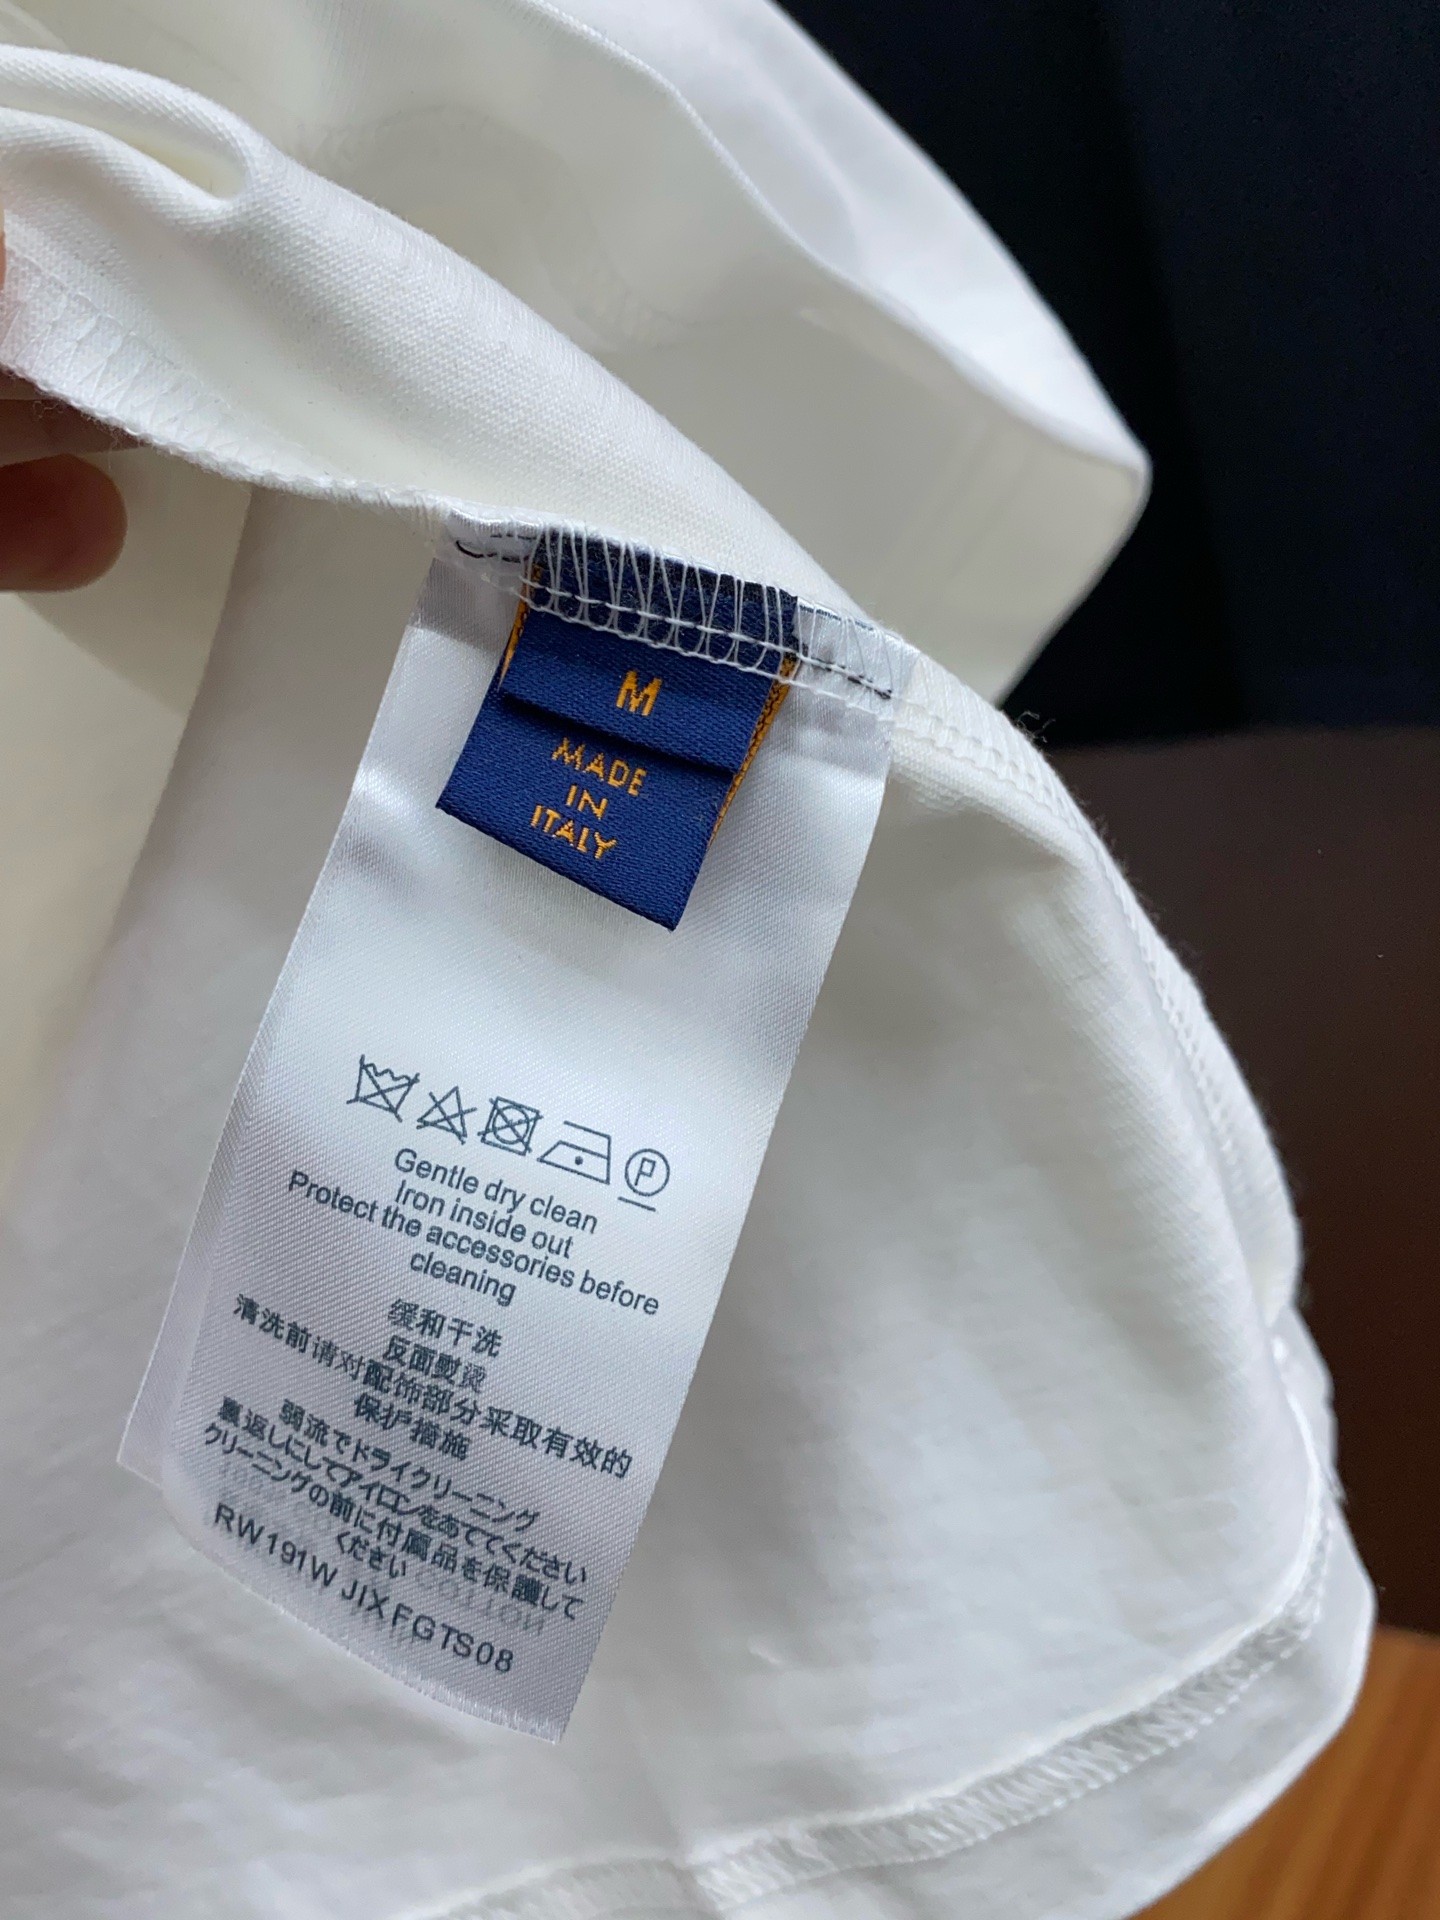 M
MADE
IN
ITALY
P
Gentle dry clean
Iron inside out
Protect the accessories before
cleaning
缓和干洗
反面熨烫
清洗前请对配饰部分采取有效的
保护措施
弱流でドライクリーニング
裏返しにしてアイロンをあててください
クリーニングの前に付属品を保護して
ください
RW191W JIXFGTS08